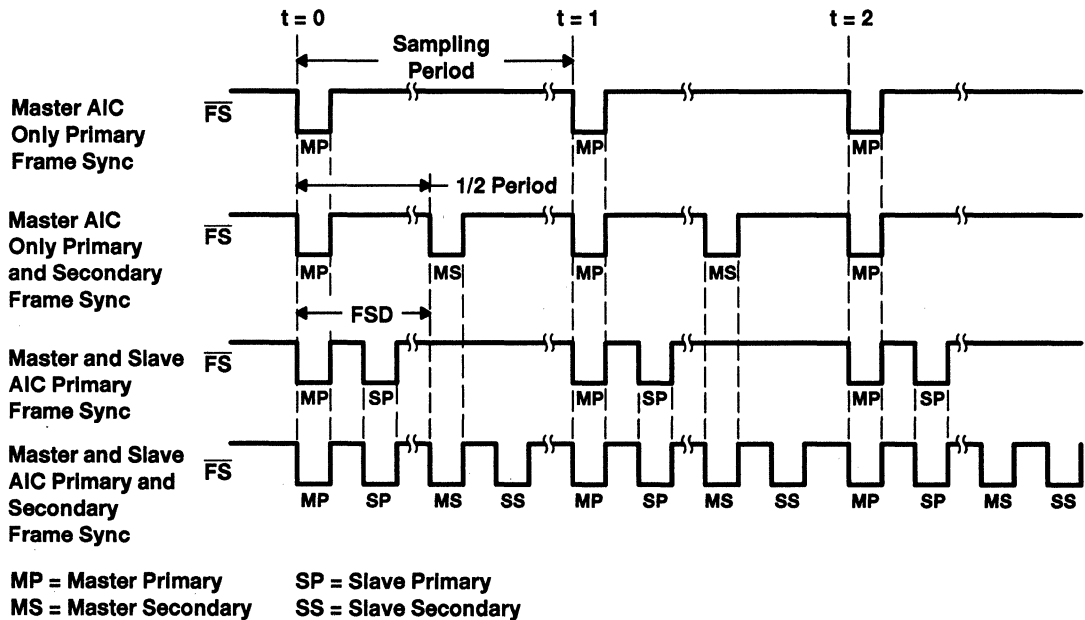 t = 0 t = 1 t = 2
Sampling
Period
Master AIC
Only Primary
Frame Sync
FS
MP MP MP
1/2 Period
Master AIC
Only Primary
and Secondary
Frame Sync
FS
MP MS MP MS MP
FSD
Master and Slave
AIC Primary
Frame Sync
FS
MP SP MP SP MP SP
Master and Slave
AIC Primary and
Secondary
Frame Sync
FS
MP SP MS SS MP SP MS SS MP SP MS SS
MP = Master Primary SP = Slave Primary
MS = Master Secondary SS = Slave Secondary